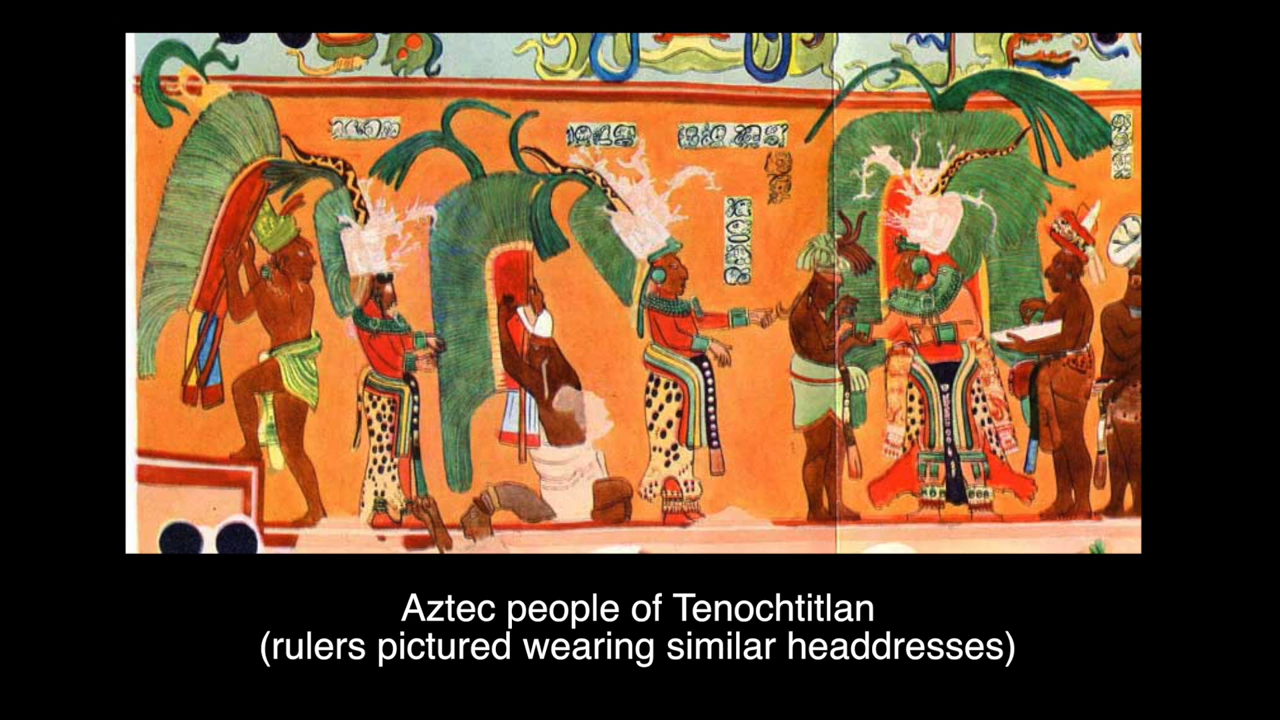 Aztec people of Tenochtitlan
(rulers pictured wearing similar headdresses)